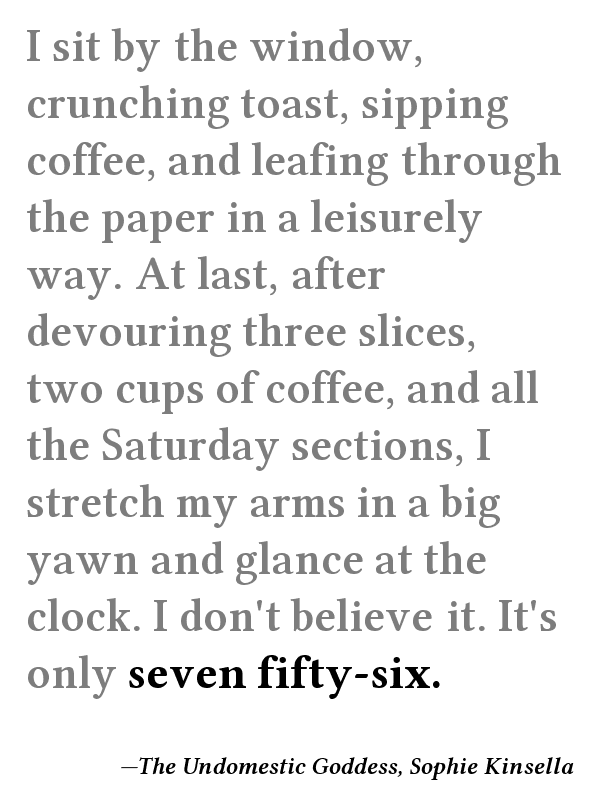 I sit by the window,
crunching toast, sipping
coffee, and leafing through
the paper in a leisurely
way. At last, after
devouring three slices,
two cups of coffee, and all
the Saturday sections, I
stretch my arms in a big
yawn and glance at the
clock. I don't believe it. It's
only seven fifty-six.
—The Undomestic Goddess, Sophie Kinsella